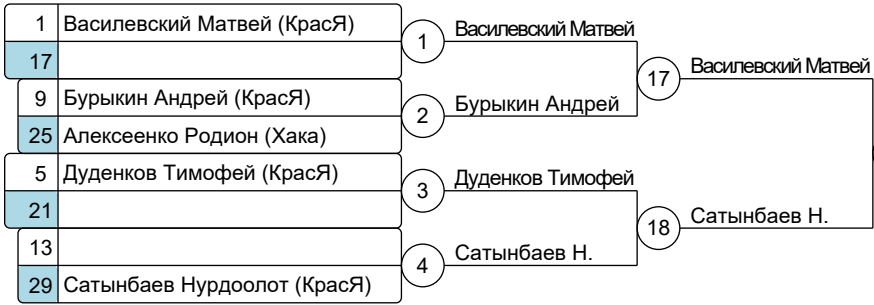 1 Василевский Матвей (КрасЯ)
17
1 Василевский Матвей
9 Бурыкин Андрей (КрасЯ)
25 Алексеенко Родион (Хака)
2 Бурыкин Андрей
17 Василевский Матвей
5 Дуденков Тимофей (КрасЯ)
21
3 Дуденков Тимофей
13
29 Сатынбаев Нурдоолот (КрасЯ)
4 Сатынбаев Н.
18 Сатынбаев Н.